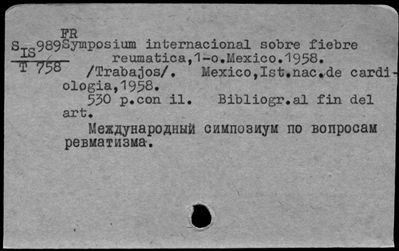 FR
S IS 989 Symposium internacional sobre fiebre
T 758 reumatica,1-o.Mexico.1958.
/Trabajos/. Mexico,Ist.nac.de cardi-
ologia,1958.
530 p.con il. Bibliogr.al fin del
art.
Международный симпозиум по вопросам
ревматизма.